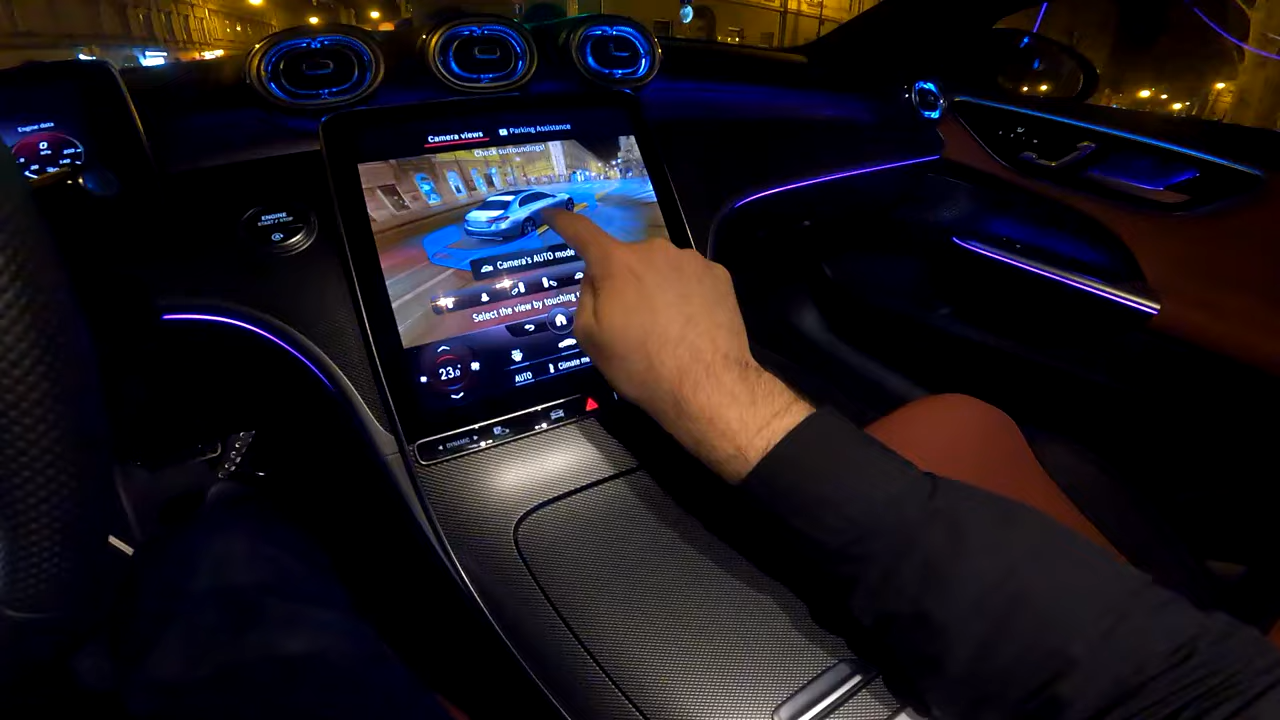 Camera views
Parking Assistance
Check surroundings!
Engine data
0
ENGINE
START / STOP
Camera's AUTO mode
Select the view by touching
23.0
AUTO
Climate
DYNAMIC